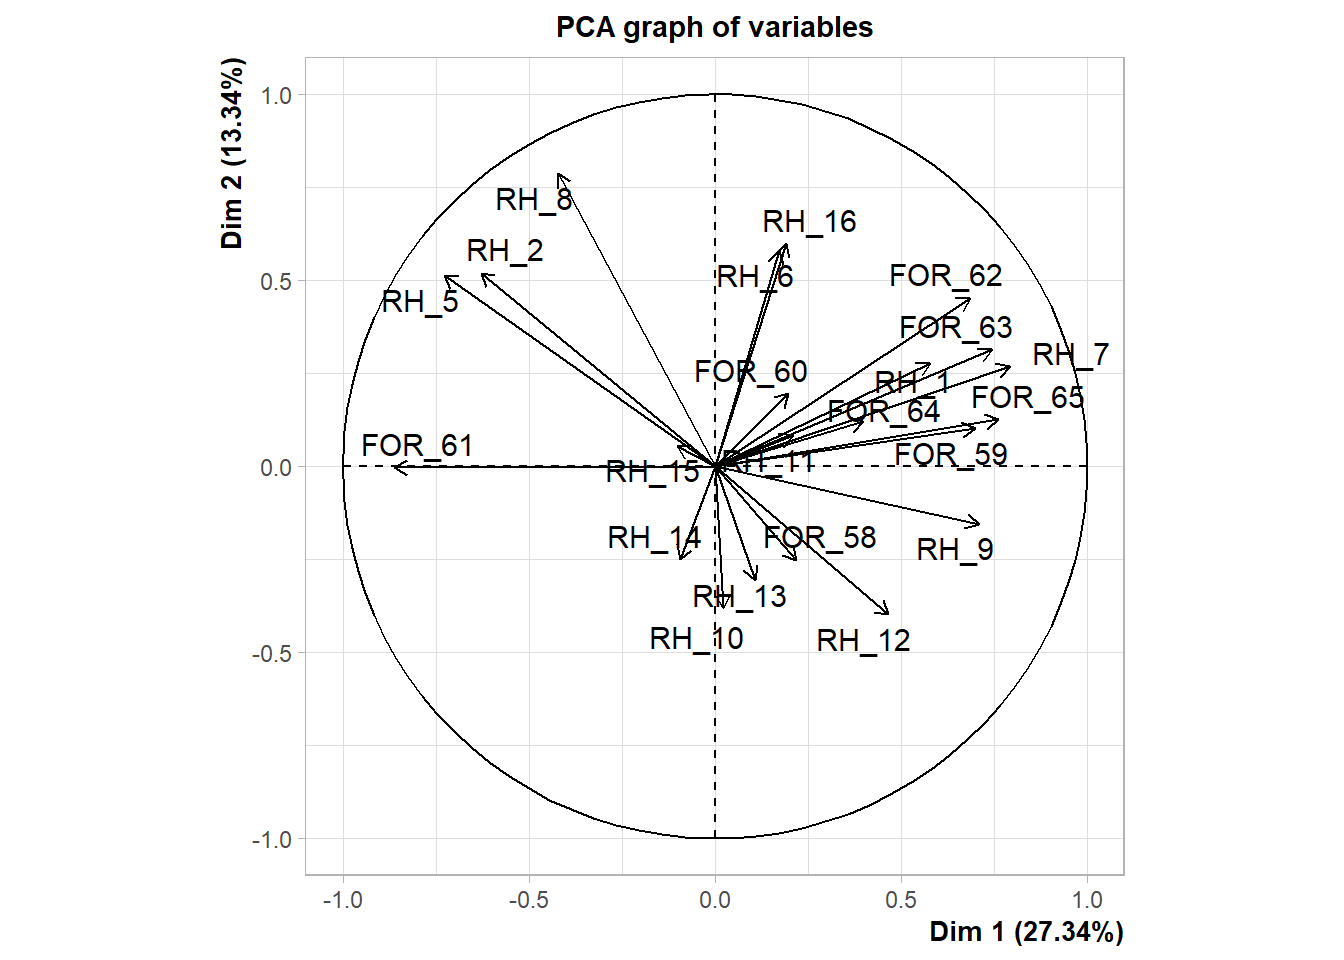 PCA graph of variables
Dim 2 (13.34%)
1.0
0.5
0.0
-0.5
-1.0
RH_8
RH_16
RH_2
RH_6
FOR_62
RH_5
FOR_63
RH_7
FOR_60
RH_1
FOR_65
FOR_64
FOR_61
FOR_59
RH_11
RH_15
RH_14
FOR_58
RH_9
RH_13
RH_10
RH_12
-1.0
-0.5
0.0
0.5
1.0
Dim 1 (27.34%)